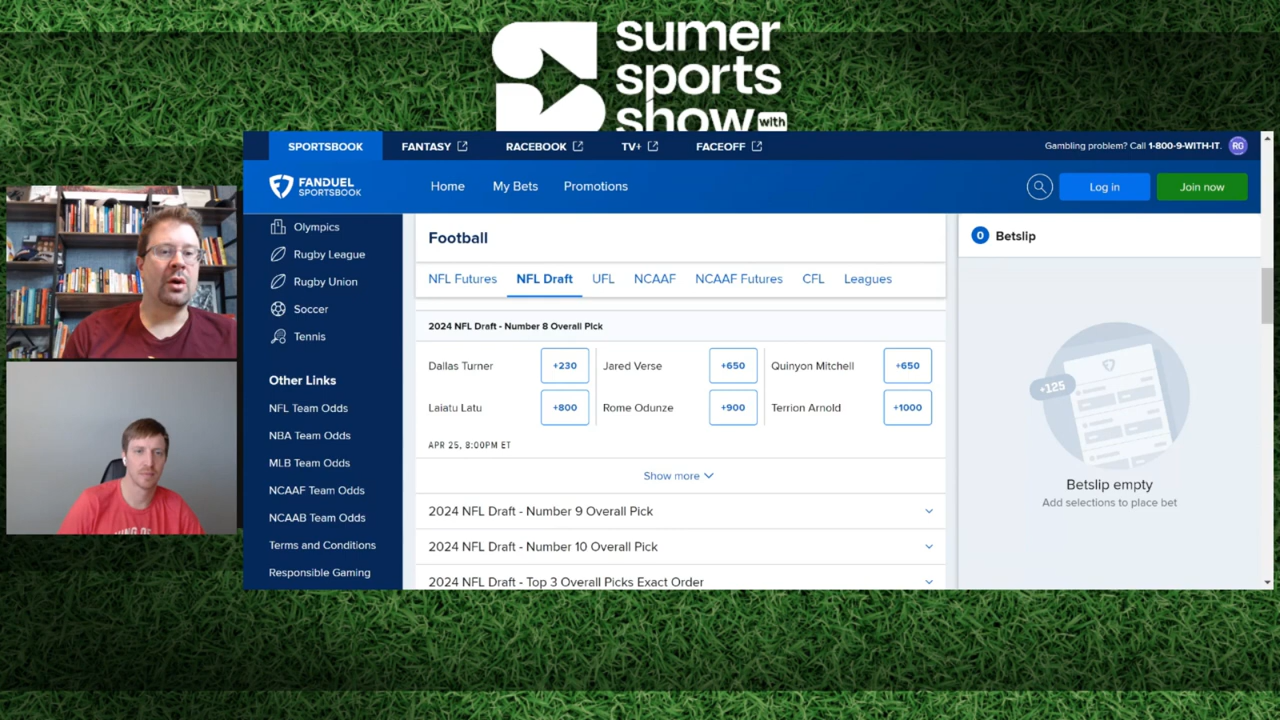 sumer
sports
show with
SPORTSBOOK FANTASY RACEBOOK TV+ FACEOFF Gambling problem? Call 1-800-9-WITH-IT. RG
FANDUEL
SPORTSBOOK
Home My Bets Promotions Log in Join now
Olympics
Rugby League
Rugby Union
Soccer
Tennis
Other Links
NFL Team Odds
NBA Team Odds
MLB Team Odds
NCAAF Team Odds
NCAAB Team Odds
Terms and Conditions
Responsible Gaming
Football
NFL Futures NFL Draft UFL NCAAF NCAAF Futures CFL Leagues
2024 NFL Draft - Number 8 Overall Pick
Dallas Turner +230 Jared Verse +650 Quinyon Mitchell +650
Laiatu Latu +800 Rome Odunze +900 Terrion Arnold +1000
APR 25, 8:00PM ET
Show more
2024 NFL Draft - Number 9 Overall Pick
2024 NFL Draft - Number 10 Overall Pick
2024 NFL Draft - Top 3 Overall Picks Exact Order
0 Betslip
+125
Betslip empty
Add selections to place bet